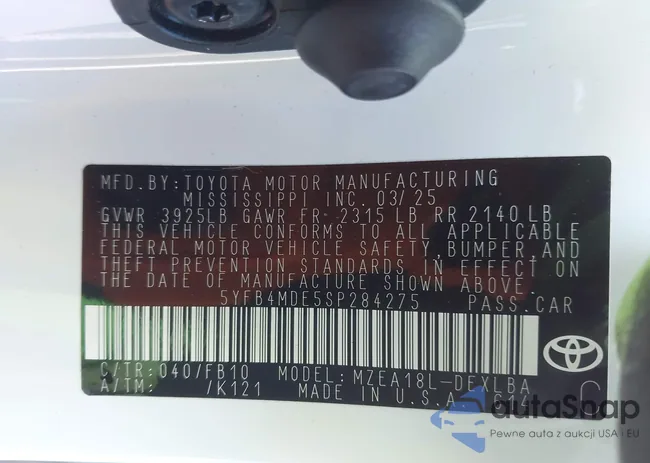 MFD.BY:TOYOTA MOTOR MANUFACTURING
MISSISSIPPI INC. 03/25
GVWR 3925LB GAWR FR 2315 LB RR 2140 LB
THIS VEHICLE CONFORMS TO ALL APPLICABLE
FEDERAL MOTOR VEHICLE SAFETY, BUMPER, AND
THEFT PREVENTION STANDARDS IN EFFECT ON
THE DATE OF MANUFACTURE SHOWN ABOVE.
5YFB4MDE5SP284275 PASS.CAR
C/TR: 040/FB10 MODEL: MZEA18L-DEXLBA
A/TM: /K121 MADE IN U.S.A.
autaSnap
Pewne auta z aukcji USA i EU